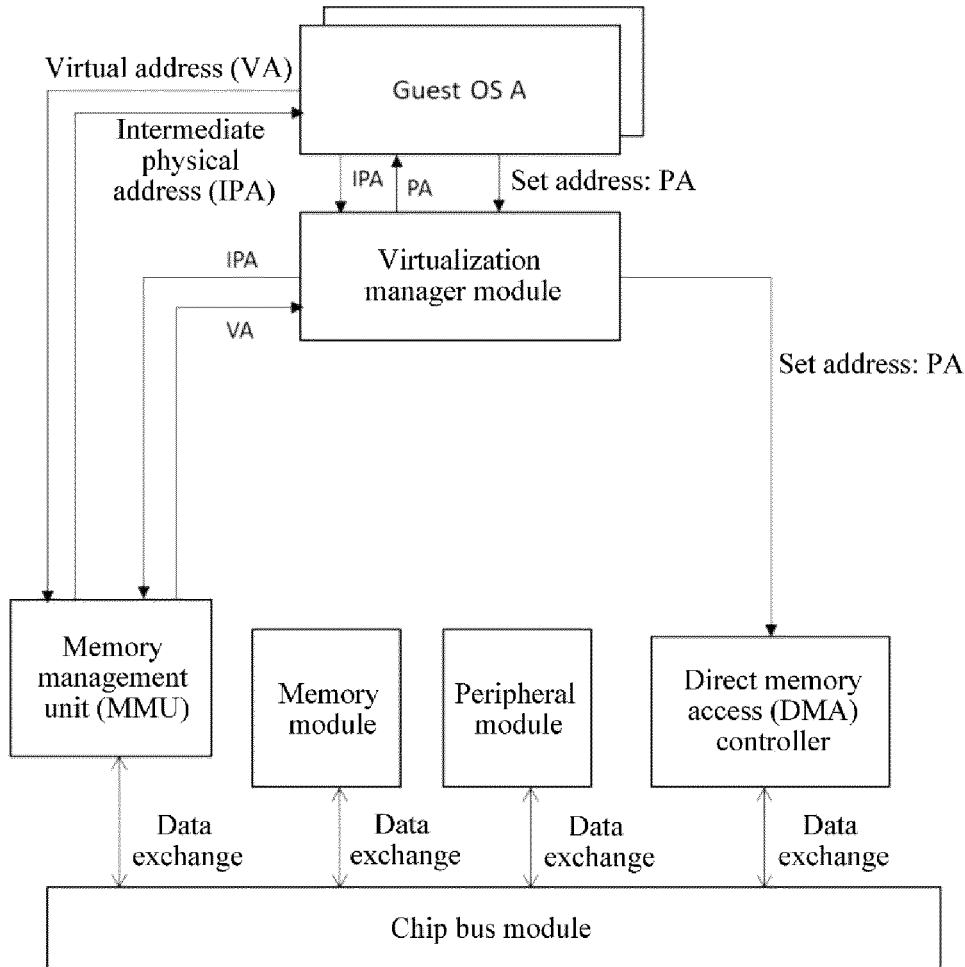 Guest OS A
Virtual address (VA)
Intermediate
physical
address (IPA)
IPA
PA
Set address: PA
Virtualization
manager module
IPA
VA
Set address: PA
Memory
management
unit (MMU)
Memory
module
Peripheral
module
Direct memory
access (DMA)
controller
Data
exchange
Data
exchange
Data
exchange
Data
exchange
Chip bus module